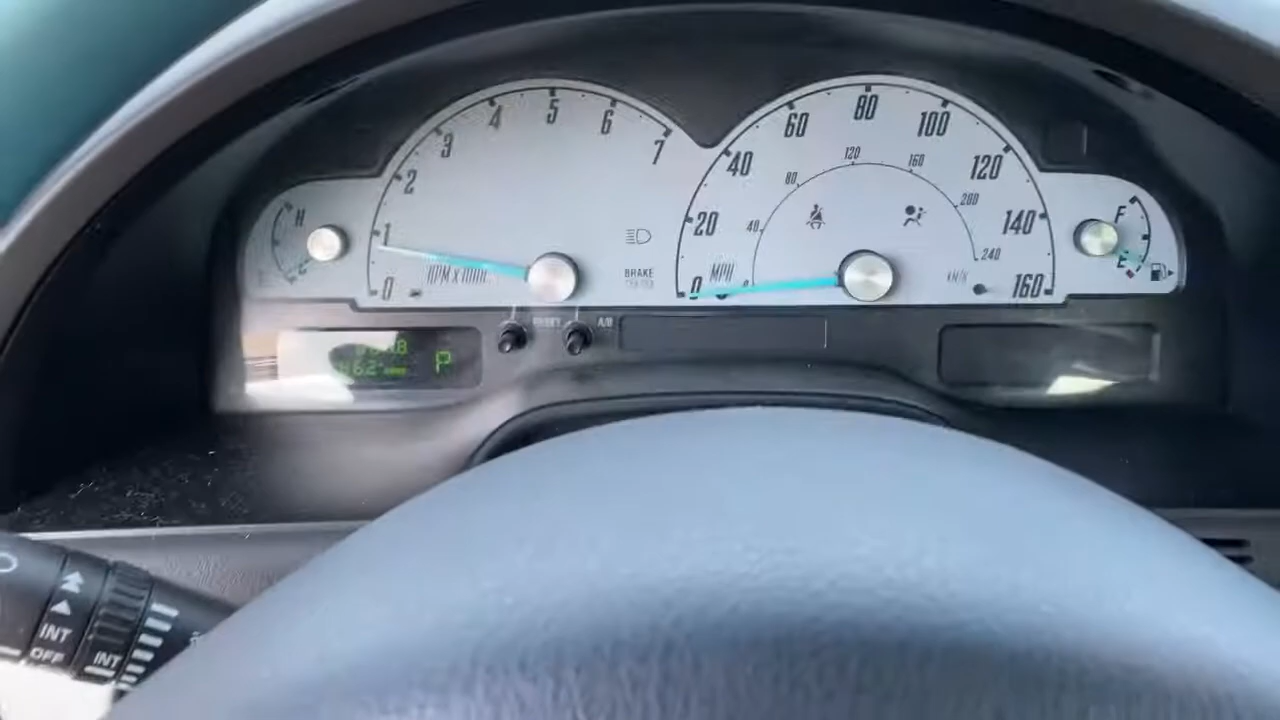 0 1 2 3 4 5 6 7
RPM x 1000
0 20 40 60 80 100 120 140 160
MPH
40 80 120 160 200 240
km/h
H
C
BRAKE
F
E
A/B
P
INT
OFF
INT